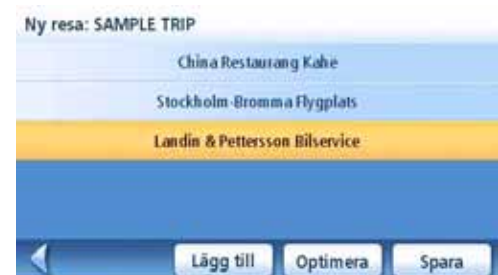 Ny resa: SAMPLE TRIP
China Restaurang Kahe
Stockholm-Bromma Flygplats
Landin & Pettersson Bilservice
Lägg till Optimera Spara